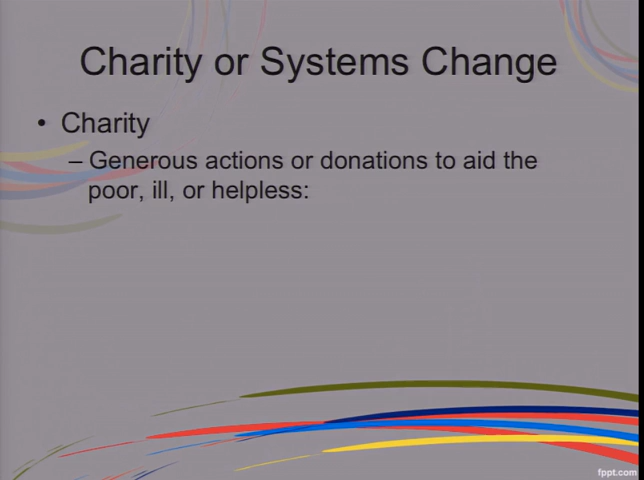 Charity or Systems Change
• Charity
– Generous actions or donations to aid the
poor, ill, or helpless:
fppt.com